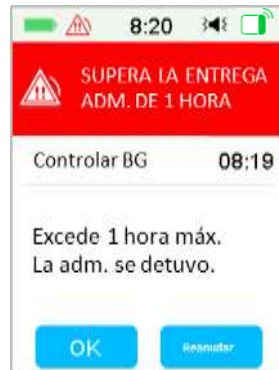 8:20
SUPERA LA ENTREGA
ADM. DE 1 HORA
Controlar BG 08:19
Excede 1 hora máx.
La adm. se detuvo.
OK Reanudar